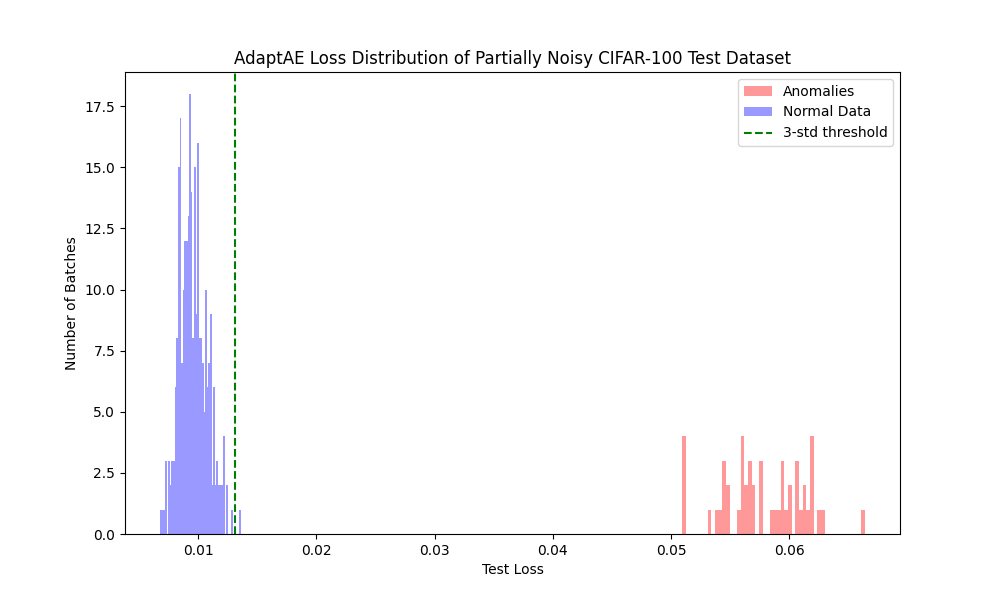 AdaptAE Loss Distribution of Partially Noisy CIFAR-100 Test Dataset
Anomalies
Normal Data
3-std threshold
Number of Batches
17.5
15.0
12.5
10.0
7.5
5.0
2.5
0.0
0.01
0.02
0.03
0.04
0.05
0.06
Test Loss